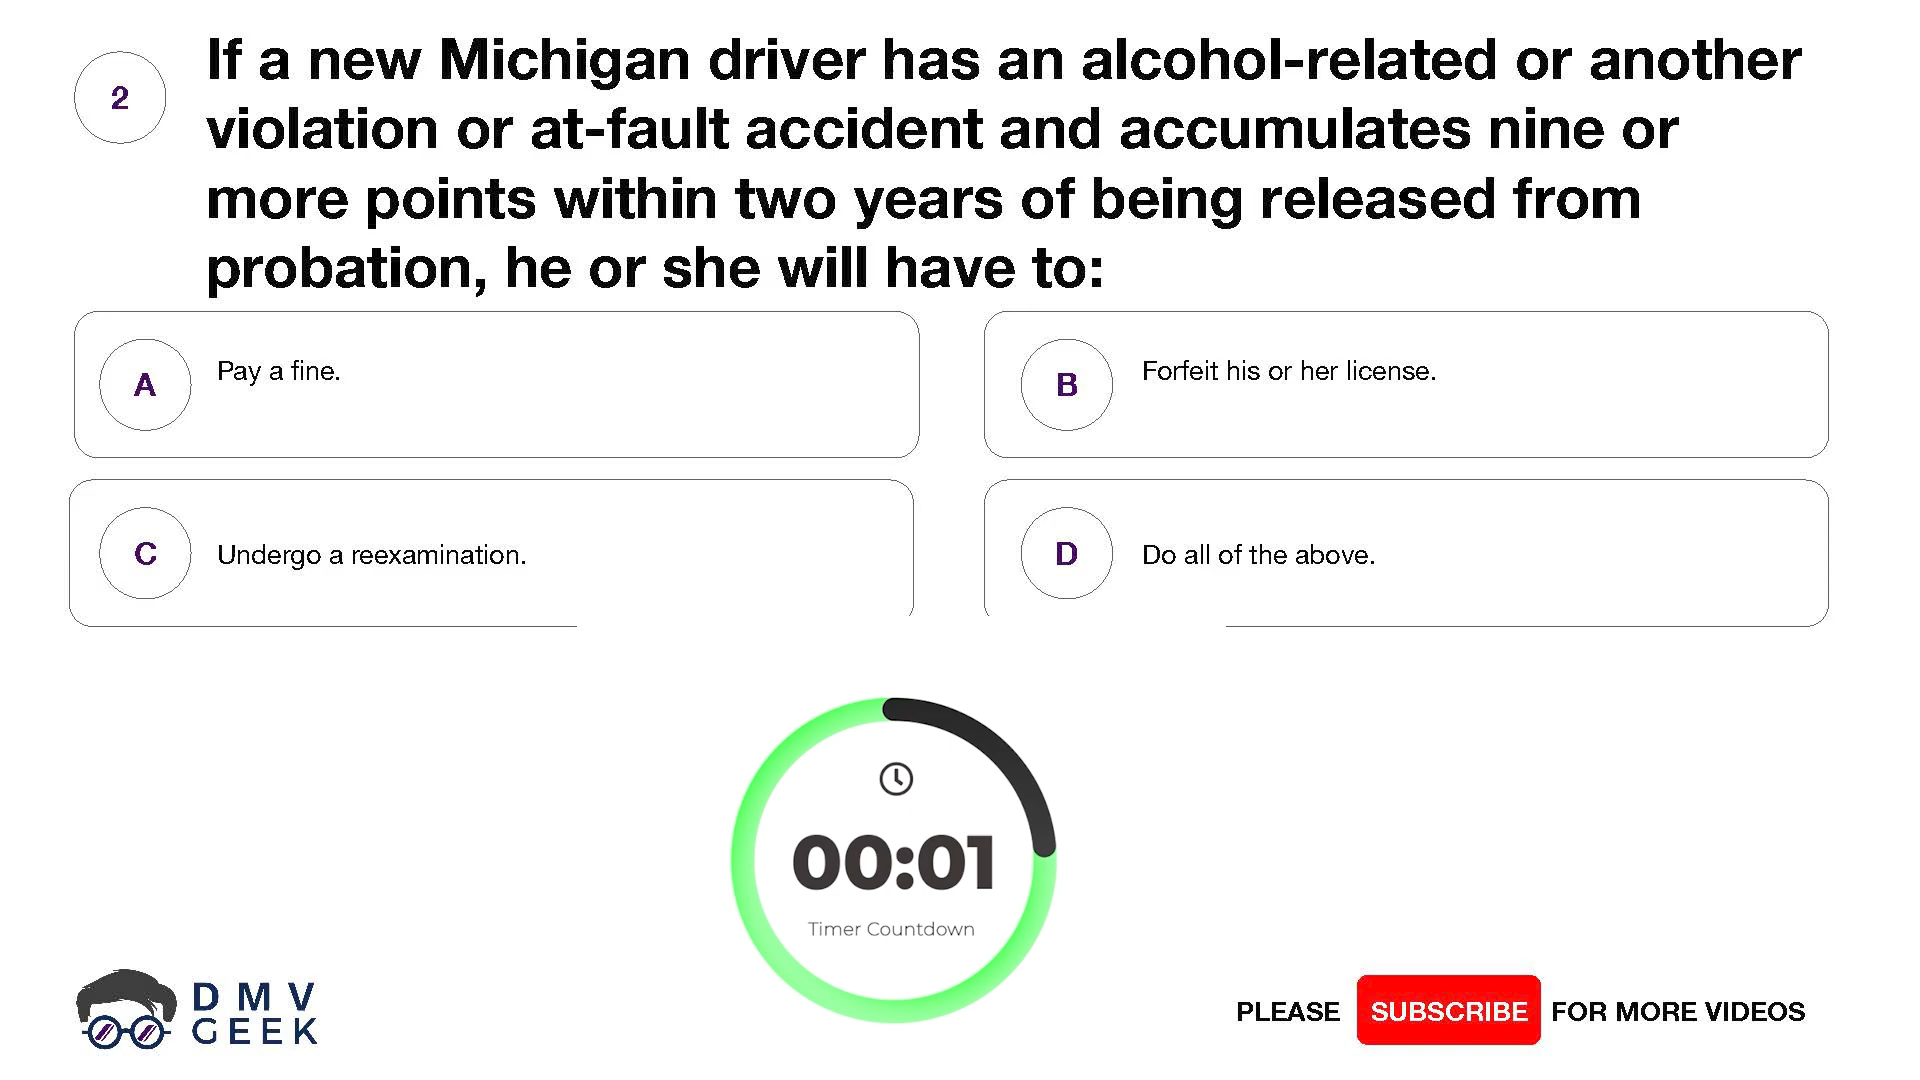 2
If a new Michigan driver has an alcohol-related or another
violation or at-fault accident and accumulates nine or
more points within two years of being released from
probation, he or she will have to:
A
Pay a fine.
B
Forfeit his or her license.
C
Undergo a reexamination.
D
Do all of the above.
00:01
Timer Countdown
DMV
GEEK
PLEASE SUBSCRIBE FOR MORE VIDEOS